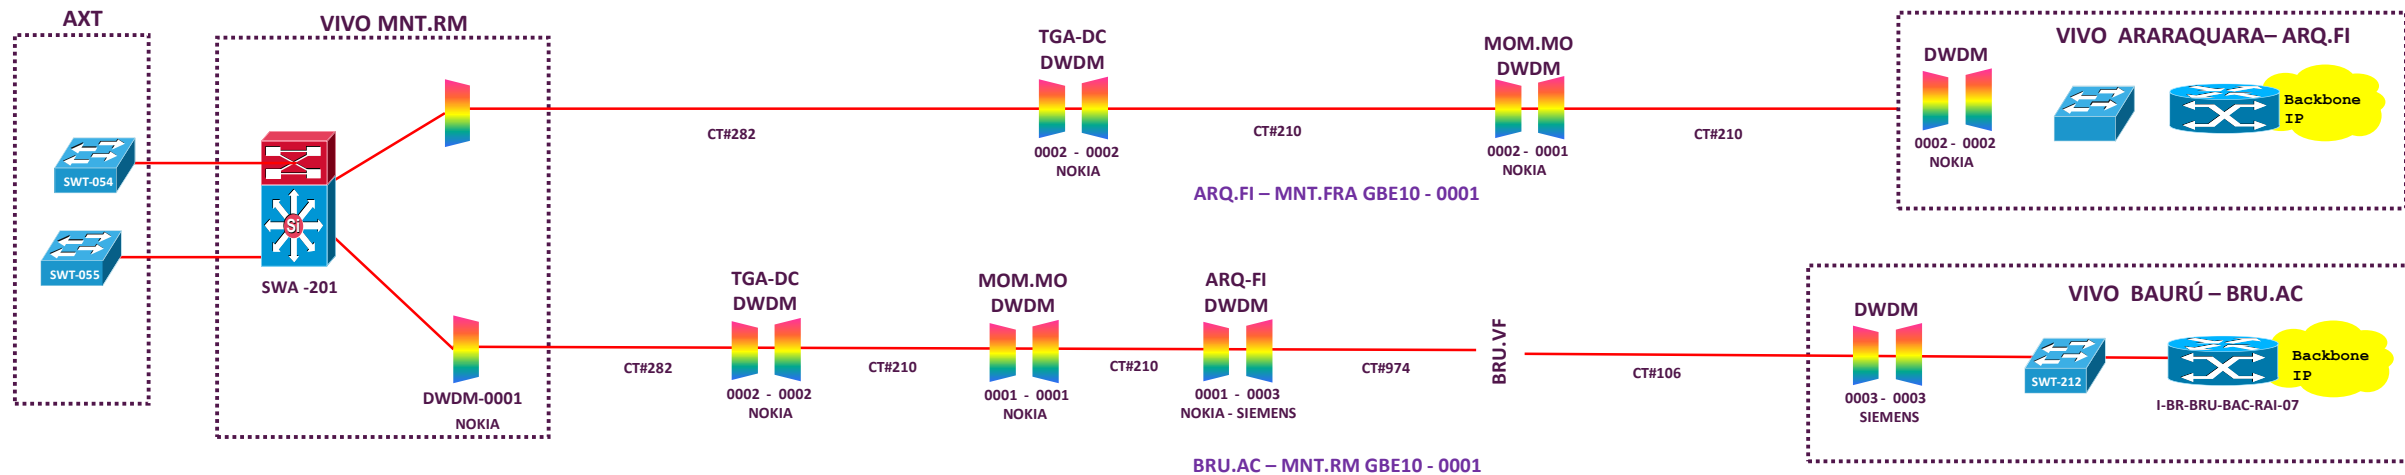 AXT
SWT-054
SWT-055
VIVO MNT.RM
SWA -201
DWDM-0001
NOKIA
CT#282
TGA-DC
DWDM
0002 - 0002
NOKIA
CT#210
MOM.MO
DWDM
0002 - 0001
NOKIA
CT#210
VIVO ARARAQUARA– ARQ.FI
DWDM
0002 - 0002
NOKIA
Backbone
IP
ARQ.FI – MNT.FRA GBE10 - 0001
CT#282
TGA-DC
DWDM
0002 - 0002
NOKIA
CT#210
MOM.MO
DWDM
0001 - 0001
NOKIA
CT#210
ARQ-FI
DWDM
0001 - 0003
NOKIA - SIEMENS
CT#974
BRU.VF
CT#106
VIVO BAURÚ – BRU.AC
DWDM
0003 - 0003
SIEMENS
SWT-212
Backbone
IP
I-BR-BRU-BAC-RAI-07
BRU.AC – MNT.RM GBE10 - 0001